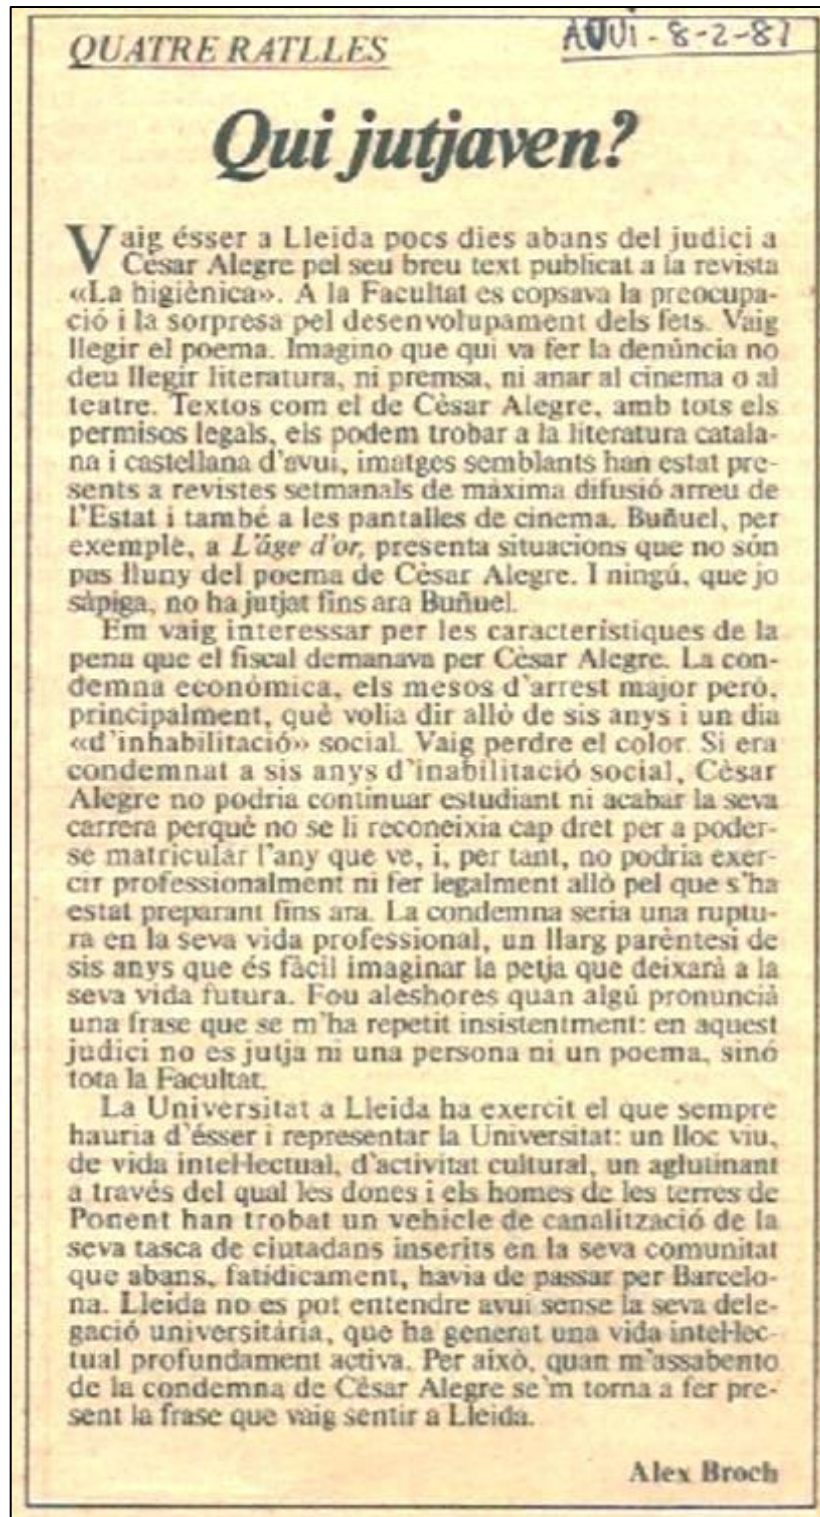 QUATRE RATLLES
AQUÍ - 8-2-87
Qui jutjaven?
Vaig ésser a Lleida pocs dies abans del judici a
Cèsar Alegre pel seu breu text publicat a la revista
«La higiènica». A la Facultat es copsava la preocupa-
ció i la sorpresa pel desenvolupament dels fets. Vaig
llegir el poema. Imagino que qui va fer la denúncia no
deu llegir literatura, ni premsa, ni anar al cinema o al
teatre. Textos com el de Cèsar Alegre, amb tots els
permisos legals, els podem trobar a la literatura catala-
na i castellana d'avui, imatges semblants han estat pre-
sents a revistes setmanals de màxima difusió arreu de
l'Estat i també a les pantalles de cinema. Buñuel, per
exemple, a L'âge d'or, presenta situacions que no són
pas lluny del poema de Cèsar Alegre. I ningú, que jo
sàpiga, no ha jutjat fins ara Buñuel.
Em vaig interessar per les característiques de la
pena que el fiscal demanava per Cèsar Alegre. La con-
demna econòmica, els mesos d'arrest major però,
principalment, què volia dir allò de sis anys i un dia
«d'inhabilitació» social. Vaig perdre el color. Si era
condemnat a sis anys d'inabilitació social, Cèsar
Alegre no podria continuar estudiant ni acabar la seva
carrera perquè no se li reconeixia cap dret per a poder-
se matricular l'any que ve, i, per tant, no podria exer-
cir professionalment ni fer legalment allò pel que s'ha
estat preparant fins ara. La condemna seria una ruptu-
ra en la seva vida professional, un llarg parèntesi de
sis anys que és fàcil imaginar la petja que deixarà a la
seva vida futura. Fou aleshores quan algú pronuncià
una frase que se m'ha repetit insistentment: en aquest
judici no es jutja ni una persona ni un poema, sinó
tota la Facultat.
La Universitat a Lleida ha exercit el que sempre
hauria d'ésser i representar la Universitat: un lloc viu,
de vida intel·lectual, d'activitat cultural, un aglutinant
a través del qual les dones i els homes de les terres de
Ponent han trobat un vehicle de canalització de la
seva tasca de ciutadans inserits en la seva comunitat
que abans, fatídicament, havia de passar per Barcelo-
na. Lleida no es pot entendre avui sense la seva dele-
gació universitària, que ha generat una vida intel·lec-
tual profundament activa. Per això, quan m'assabento
de la condemna de Cèsar Alegre se'm torna a fer pre-
sent la frase que vaig sentir a Lleida.
Alex Broch